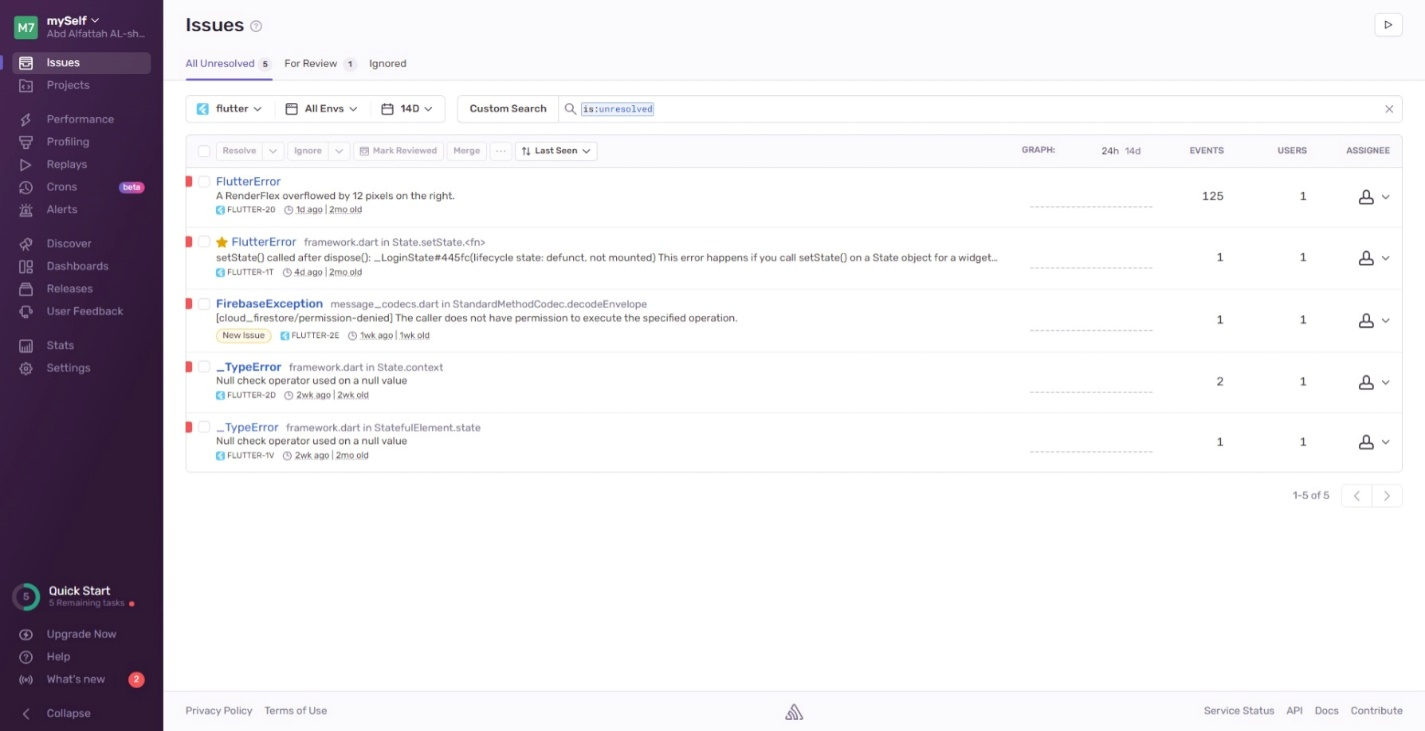 M7
mySelf
Abd Alfattah AL-sh...
Issues
Projects
Performance
Profiling
Replays
Crons beta
Alerts
Discover
Dashboards
Releases
User Feedback
Stats
Settings
5 Quick Start
5 Remaining tasks
Upgrade Now
Help
What's new 2
Collapse
Issues
All Unresolved 5 For Review 1 Ignored
flutter All Envs 14D Custom Search is:unresolved
Resolve Ignore Mark Reviewed Merge ... Last Seen GRAPH: 24h 14d EVENTS USERS ASSIGNEE
FlutterError
A RenderFlex overflowed by 12 pixels on the right. 125 1
FLUTTER-20 1d ago | 2mo old
FlutterError framework.dart in State.setState.<fn>
setState() called after dispose(): _LoginState#445fc(lifecycle state: defunct, not mounted) This error happens if you call setState() on a State object for a widget... 1 1
FLUTTER-1T 4d ago | 2mo old
FirebaseException message_codecs.dart in StandardMethodCodec.decodeEnvelope
[cloud_firestore/permission-denied] The caller does not have permission to execute the specified operation. 1 1
New Issue FLUTTER-2E 1wk ago | 1wk old
_TypeError framework.dart in State.context
Null check operator used on a null value 2 1
FLUTTER-2D 2wk ago | 2wk old
_TypeError framework.dart in StatefulElement.state
Null check operator used on a null value 1 1
FLUTTER-1V 2wk ago | 2mo old
1-5 of 5
Privacy Policy Terms of Use Service Status API Docs Contribute